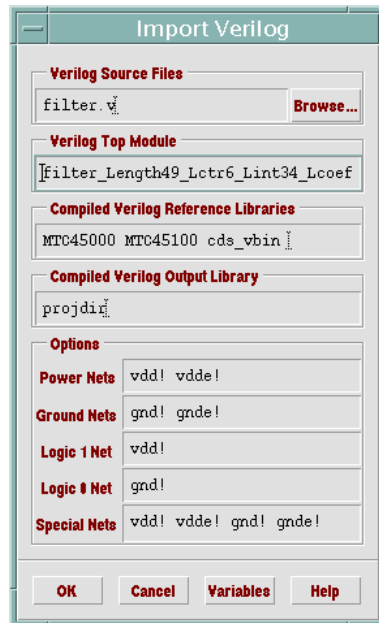 Import Verilog
Verilog Source Files
filter.v
Browse...
Verilog Top Module
filter_Length49_Lctr6_Lint34_Lcoef
Compiled Verilog Reference Libraries
MTC45000 MTC45100 cds_vbin
Compiled Verilog Output Library
projdir
Options
Power Nets vdd! vdde!
Ground Nets gnd! gnde!
Logic 1 Net vdd!
Logic 0 Net gnd!
Special Nets vdd! vdde! gnd! gnde!
OK Cancel Variables Help